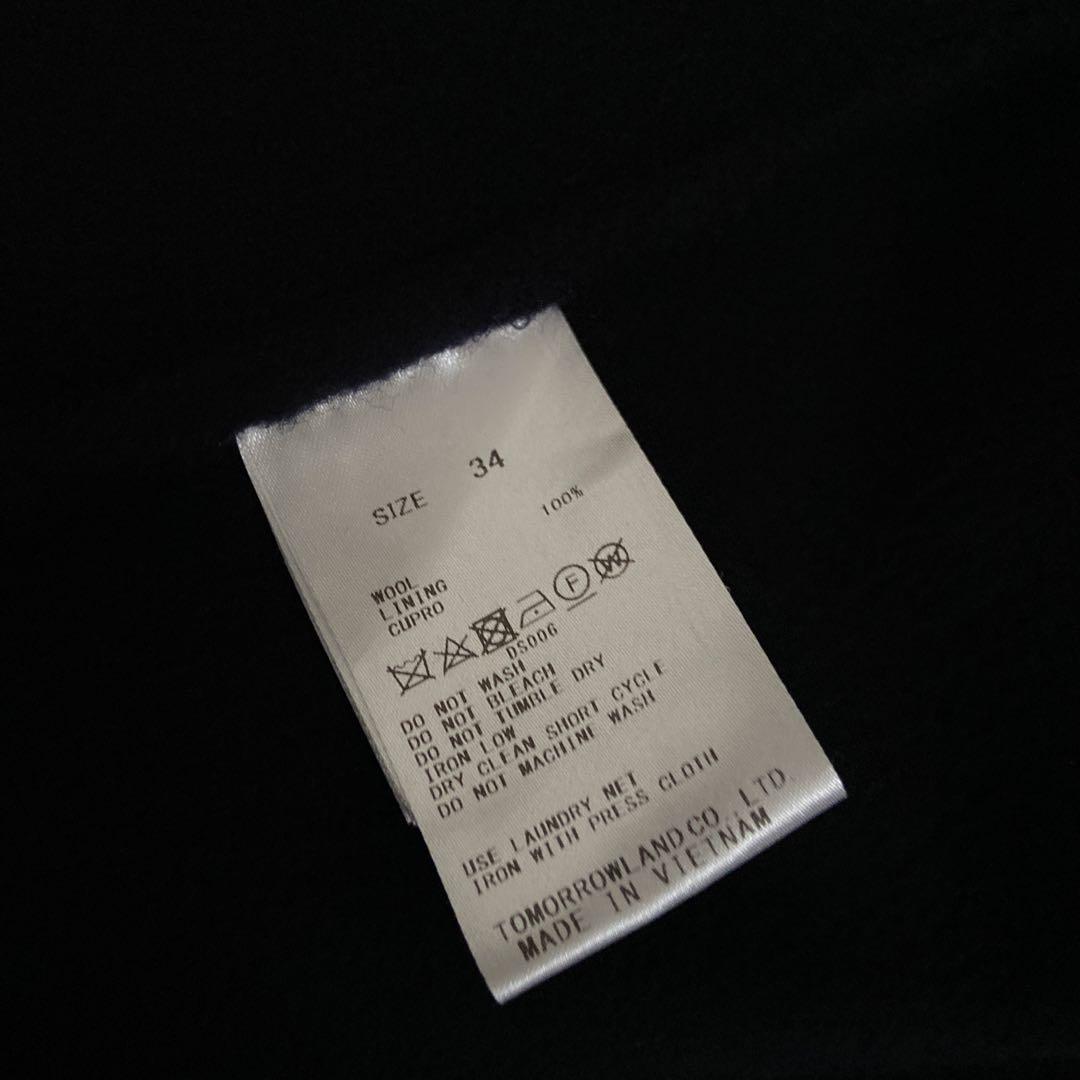 SIZE 34
100%
WOOL
LINING
CUPRO
F W
DS006
DO NOT WASH
DO NOT BLEACH
DO NOT TUMBLE DRY
IRON LOW
DRY CLEAN SHORT CYCLE
DO NOT MACHINE WASH
USE LAUNDRY NET
IRON WITH PRESS CLOTH
TOMORROWLAND CO., LTD.
MADE IN VIETNAM